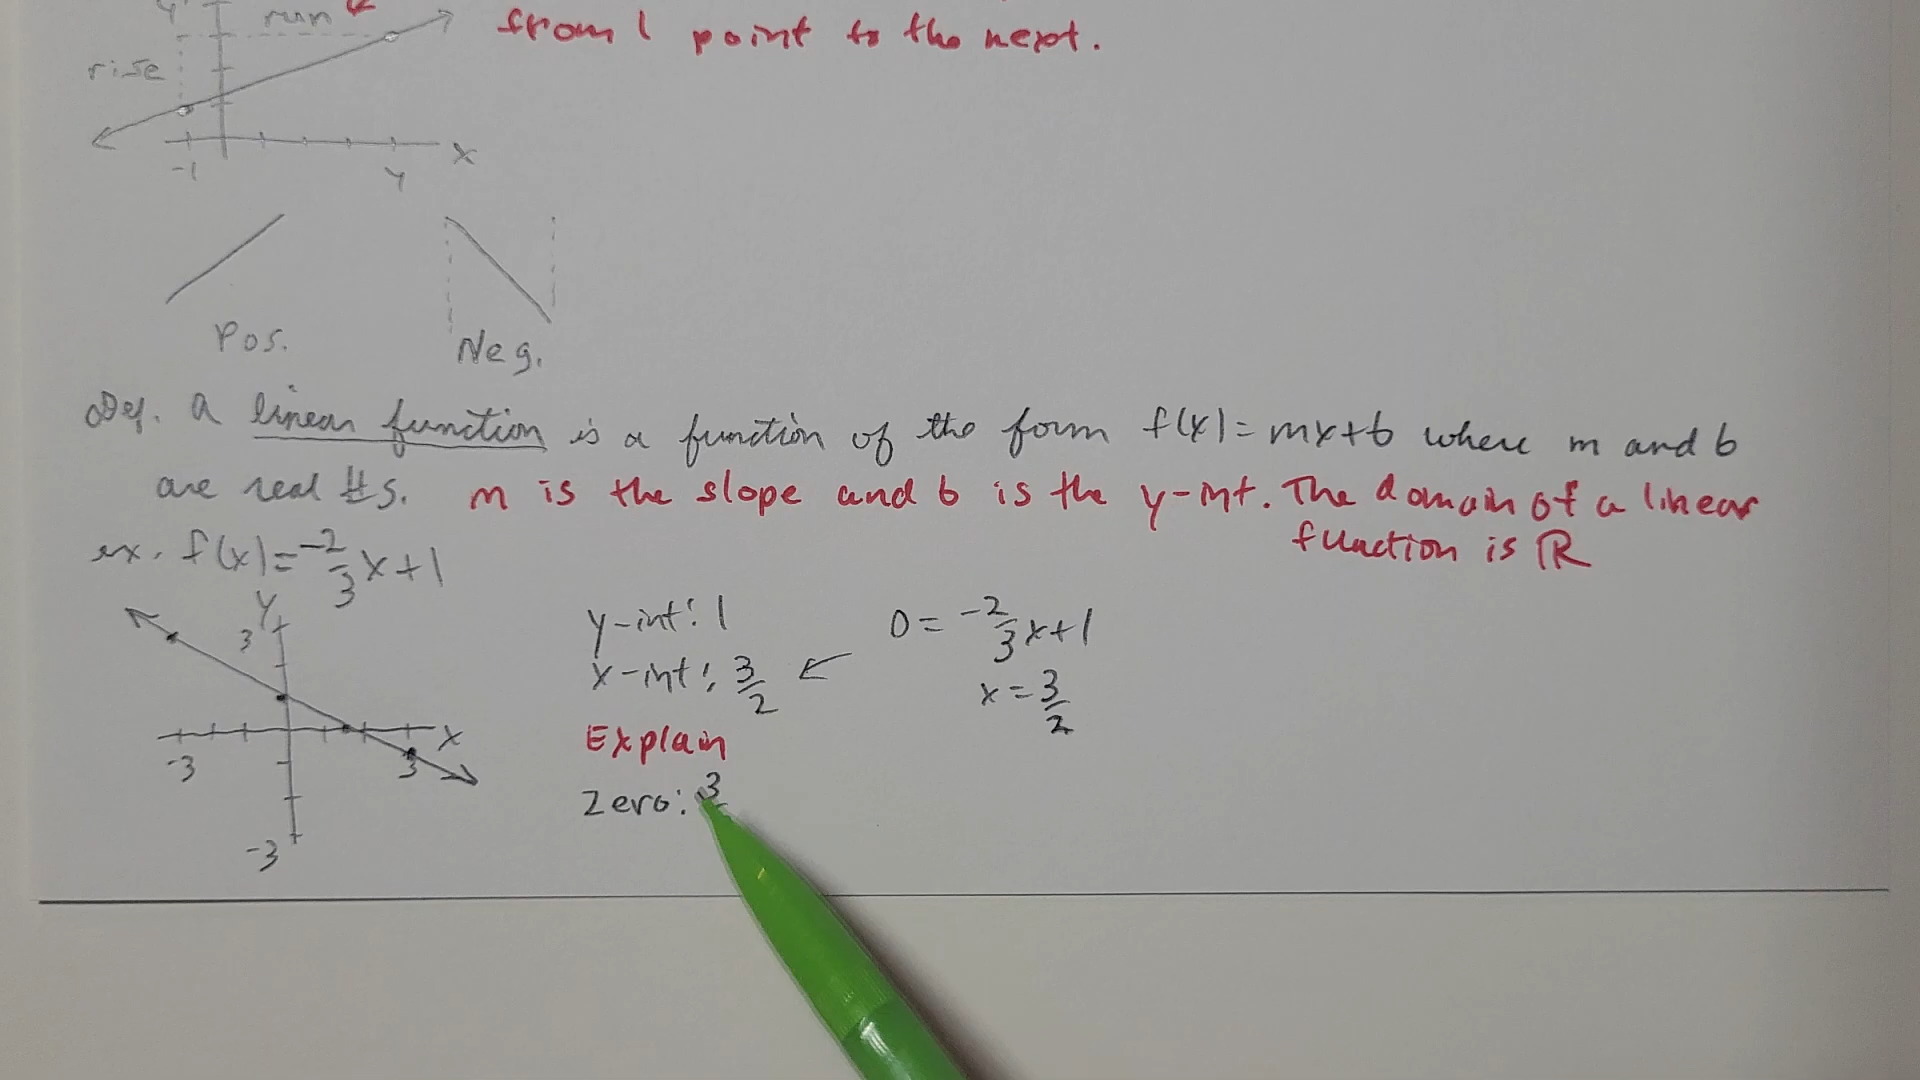 y run
from 1 point to the next.
rise
-1 4 x
Pos. Neg.
Def. A linear function is a function of the form f(x)=mx+b where m and b
are real #s. m is the slope and b is the y-int. The domain of a linear
function is ℝ
ex. f(x)=-2/3x+1
y
3
x
-3 3
-3
y-int: 1
x-int: 3/2
Explain
Zero: 3
0=-2/3x+1
x=3/2